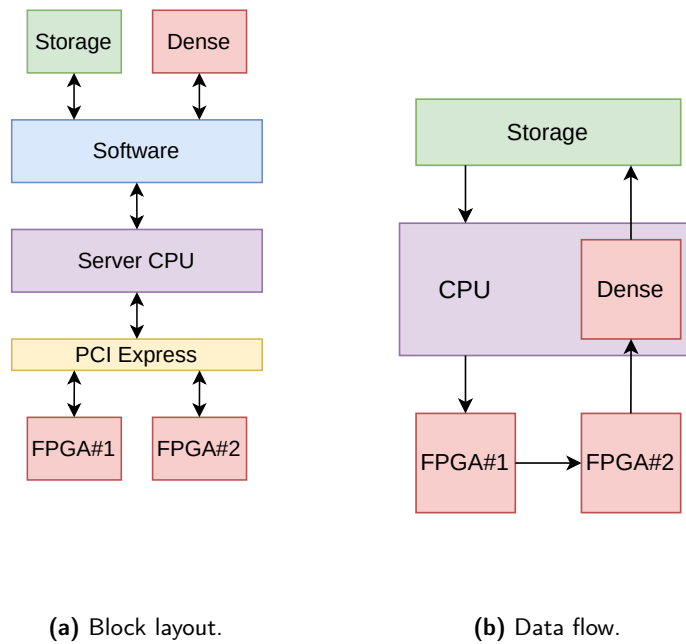 Storage
Dense
Software
Server CPU
PCI Express
FPGA#1
FPGA#2
(a) Block layout.
Storage
CPU
Dense
FPGA#1
FPGA#2
(b) Data flow.